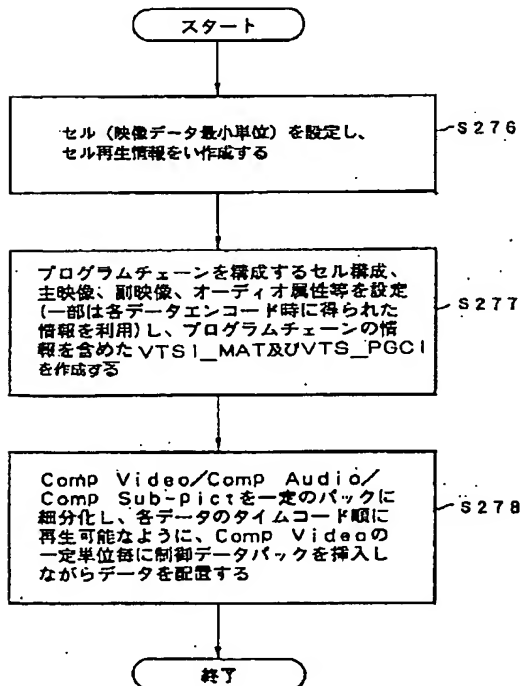 スタート
セル（映像データ最小単位）を設定し、
セル再生情報をい作成する
S276
プログラムチェーンを構成するセル構成、
主映像、副映像、オーディオ属性等を設定
(一部は各データエンコード時に得られた
情報を利用)し、プログラムチェーンの情
報を含めたVTSI_MAT及びVTS_PGCI
を作成する
S277
Comp Video/Comp Audio/
Comp Sub-pictを一定のパックに
細分化し、各データのタイムコード順に
再生可能なように、Comp Videoの
一定単位毎に制御データパックを挿入し
ながらデータを配置する
S278
終了